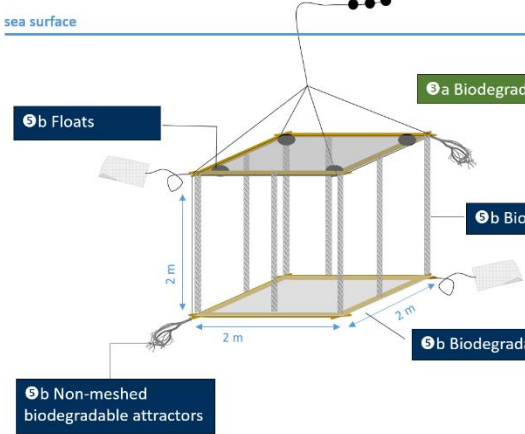 sea surface
❸a Biodegrad
❺b Floats
❺b Bio
2 m
2 m
2 m
❺b Biodegrada
❺b Non-meshed
biodegradable attractors